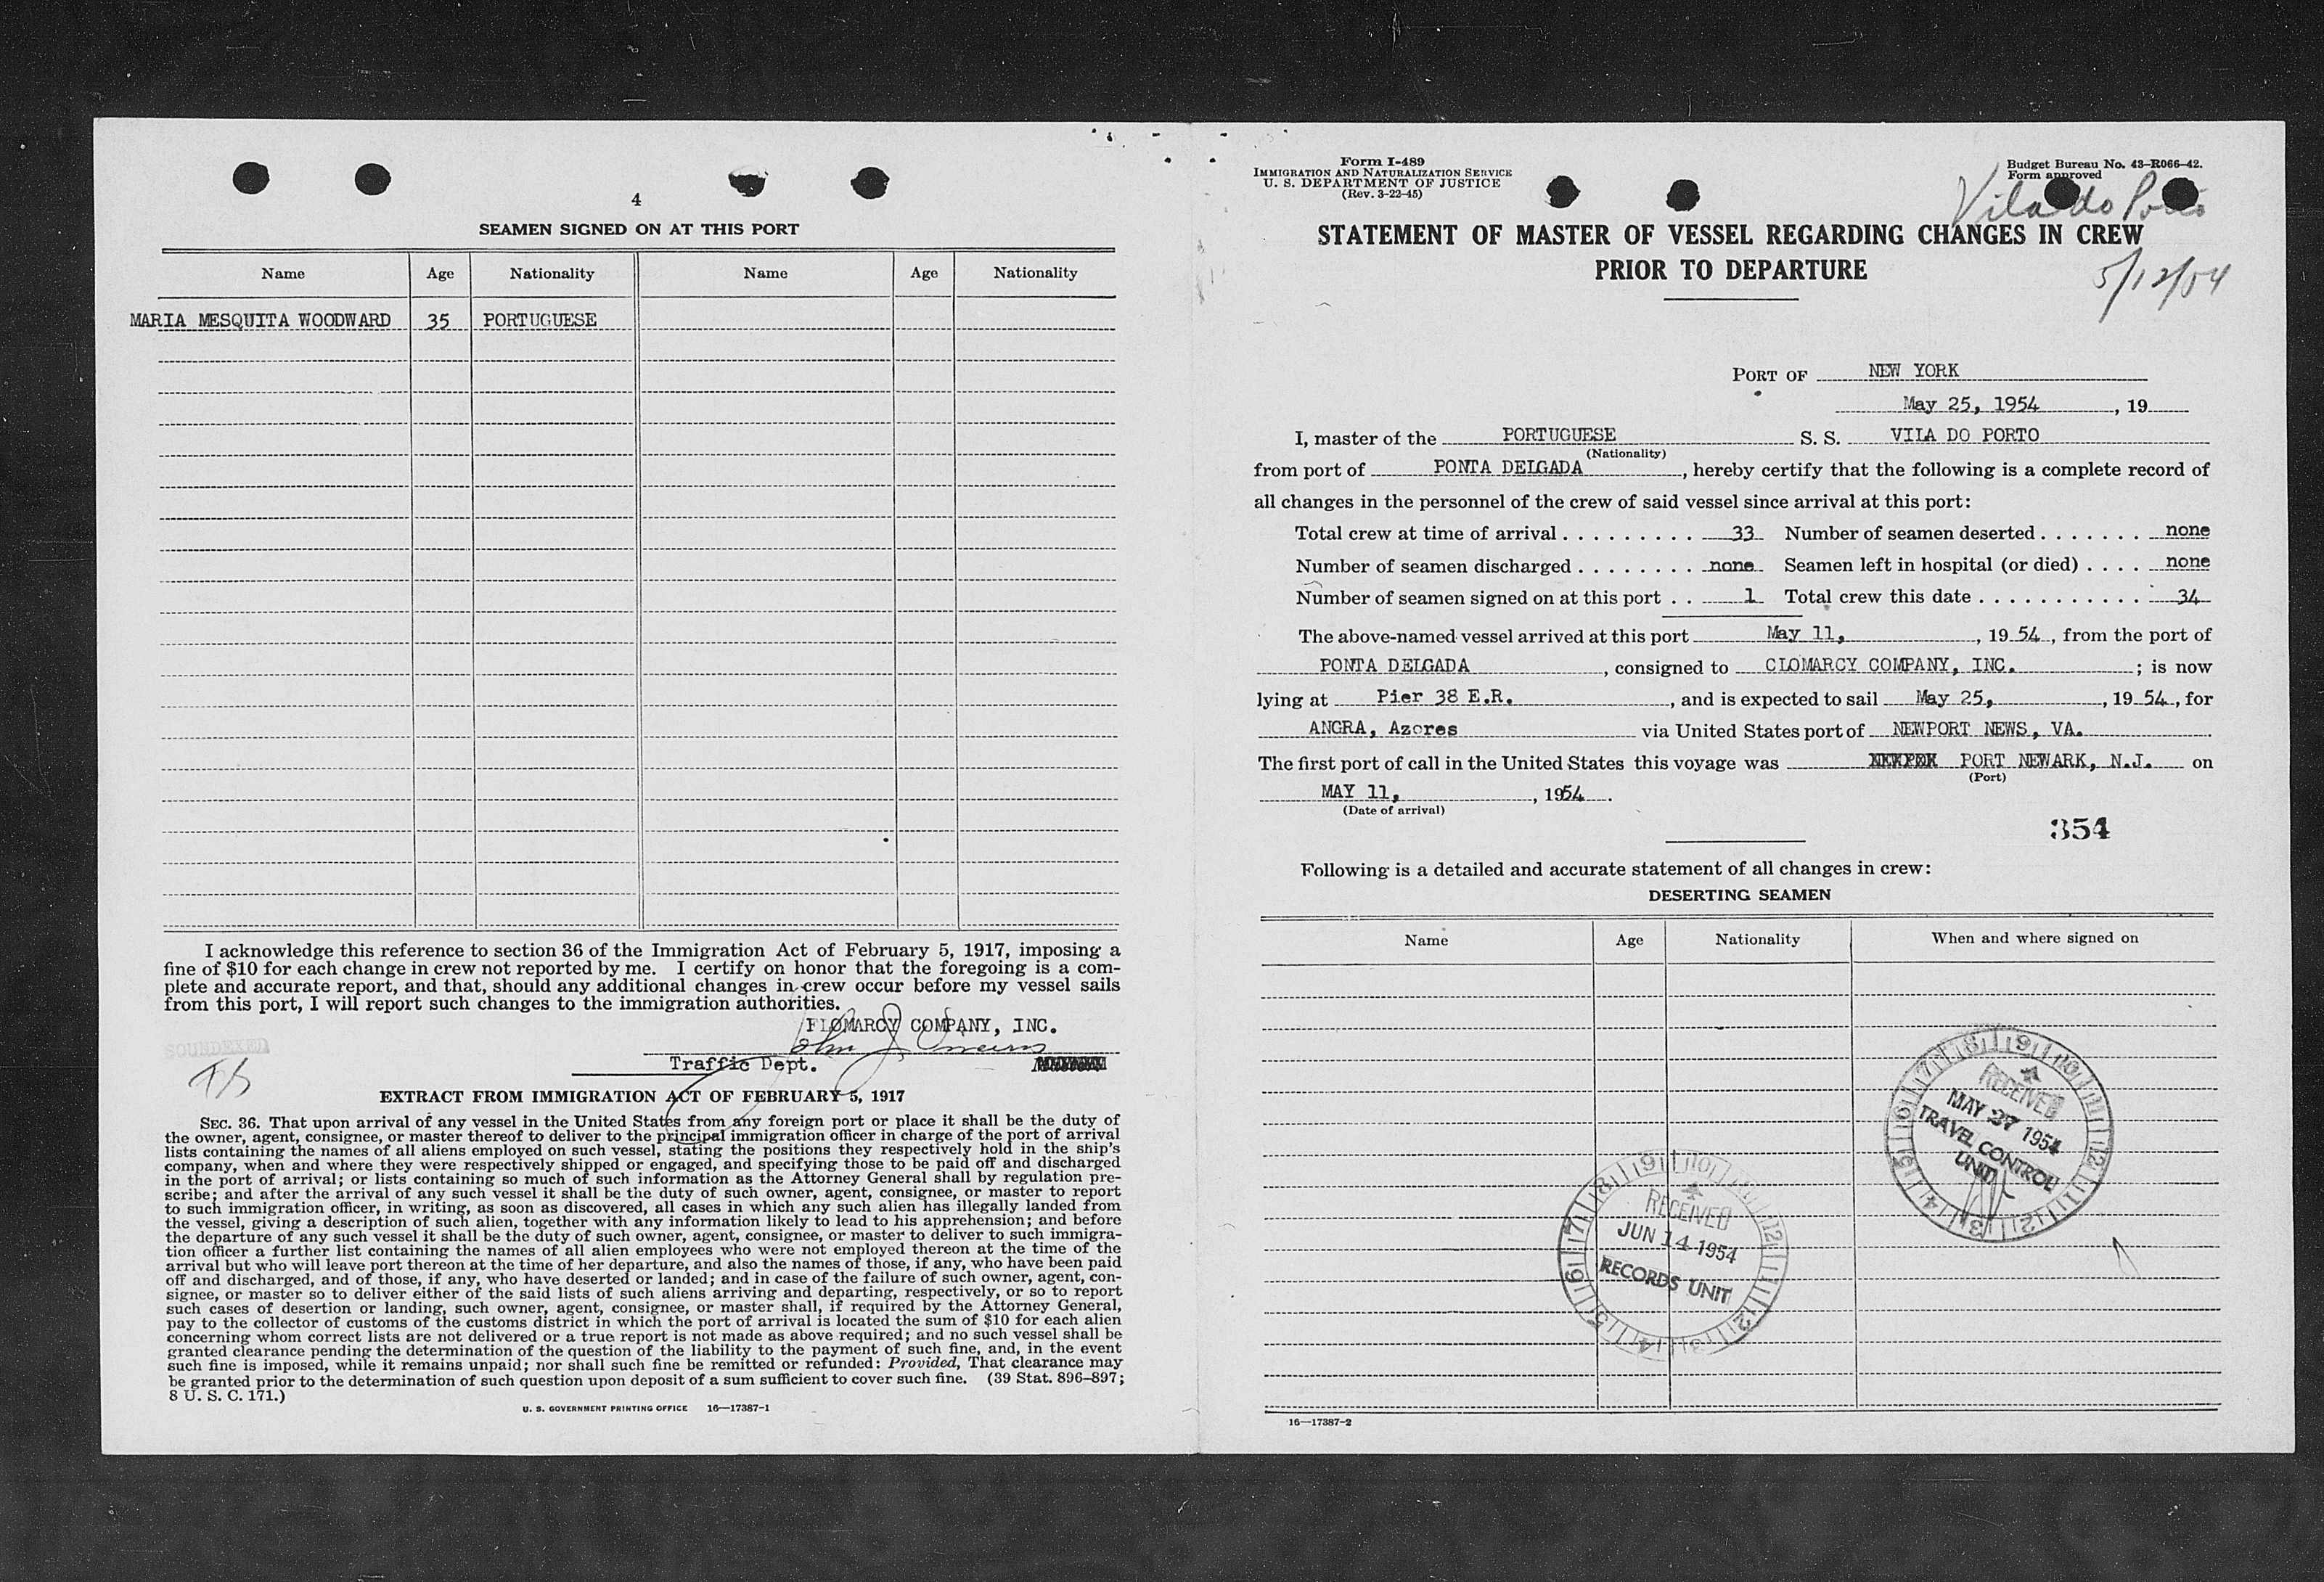 4
SEAMEN SIGNED ON AT THIS PORT
Name Age Nationality Name Age Nationality
MARIA MESQUITA WOODWARD 35 PORTUGUESE
I acknowledge this reference to section 36 of the Immigration Act of February 5, 1917, imposing a
fine of $10 for each change in crew not reported by me. I certify on honor that the foregoing is a com-
plete and accurate report, and that, should any additional changes in crew occur before my vessel sails
from this port, I will report such changes to the immigration authorities.
FLOMARCY COMPANY, INC.
SOUNDEXED
John J.
Traffic Dept.
EXTRACT FROM IMMIGRATION ACT OF FEBRUARY 5, 1917
SEC. 36. That upon arrival of any vessel in the United States from any foreign port or place it shall be the duty of
the owner, agent, consignee, or master thereof to deliver to the principal immigration officer in charge of the port of arrival
lists containing the names of all aliens employed on such vessel, stating the positions they respectively hold in the ship's
company, when and where they were respectively shipped or engaged, and specifying those to be paid off and discharged
in the port of arrival; or lists containing so much of such information as the Attorney General shall by regulation pre-
scribe; and after the arrival of any such vessel it shall be the duty of such owner, agent, consignee, or master to report
to such immigration officer, in writing, as soon as discovered, all cases in which any such alien has illegally landed from
the vessel, giving a description of such alien, together with any information likely to lead to his apprehension; and before
the departure of any such vessel it shall be the duty of such owner, agent, consignee, or master to deliver to such immigra-
tion officer a further list containing the names of all alien employees who were not employed thereon at the time of the
arrival but who will leave port thereon at the time of her departure, and also the names of those, if any, who have been paid
off and discharged, and of those, if any, who have deserted or landed; and in case of the failure of such owner, agent, con-
signee, or master so to deliver either of the said lists of such aliens arriving and departing, respectively, or so to report
such cases of desertion or landing, such owner, agent, consignee, or master shall, if required by the Attorney General,
pay to the collector of customs of the customs district in which the port of arrival is located the sum of $10 for each alien
concerning whom correct lists are not delivered or a true report is not made as above required; and no such vessel shall be
granted clearance pending the determination of the question of the liability to the payment of such fine, and, in the event
such fine is imposed, while it remains unpaid; nor shall such fine be remitted or refunded: Provided, That clearance may
be granted prior to the determination of such question upon deposit of a sum sufficient to cover such fine. (39 Stat. 896–897;
8 U. S. C. 171.)
U. S. GOVERNMENT PRINTING OFFICE 16—17387-1
Form I-489
IMMIGRATION AND NATURALIZATION SERVICE
U. S. DEPARTMENT OF JUSTICE
(Rev. 3-22-45)
Budget Bureau No. 43–R066–42.
Form approved
Vila do Porto
STATEMENT OF MASTER OF VESSEL REGARDING CHANGES IN CREW
PRIOR TO DEPARTURE
5/12/54
PORT OF NEW YORK
May 25, 1954, 19
I, master of the PORTUGUESE S. S. VILA DO PORTO
(Nationality)
from port of PONTA DELGADA, hereby certify that the following is a complete record of
all changes in the personnel of the crew of said vessel since arrival at this port:
Total crew at time of arrival . . . . . . . . . 33 Number of seamen deserted . . . . . . . none
Number of seamen discharged . . . . . . . . none Seamen left in hospital (or died) . . . . none
Number of seamen signed on at this port . . 1 Total crew this date . . . . . . . . . . . 34
The above-named vessel arrived at this port May 11, , 19 54, from the port of
PONTA DELGADA, consigned to CLOMARCY COMPANY, INC. ; is now
lying at Pier 38 E.R. , and is expected to sail May 25, , 19 54, for
ANGRA, Azores via United States port of NEWPORT NEWS, VA.
The first port of call in the United States this voyage was PORT NEWARK, N.J. on
(Port)
MAY 11, , 1954.
(Date of arrival)
354
Following is a detailed and accurate statement of all changes in crew:
DESERTING SEAMEN
Name Age Nationality When and where signed on
RECEIVED
MAY 27 1954
TRAVEL CONTROL
UNIT
RECEIVED
JUN 14 1954
RECORDS UNIT
16—17387-2